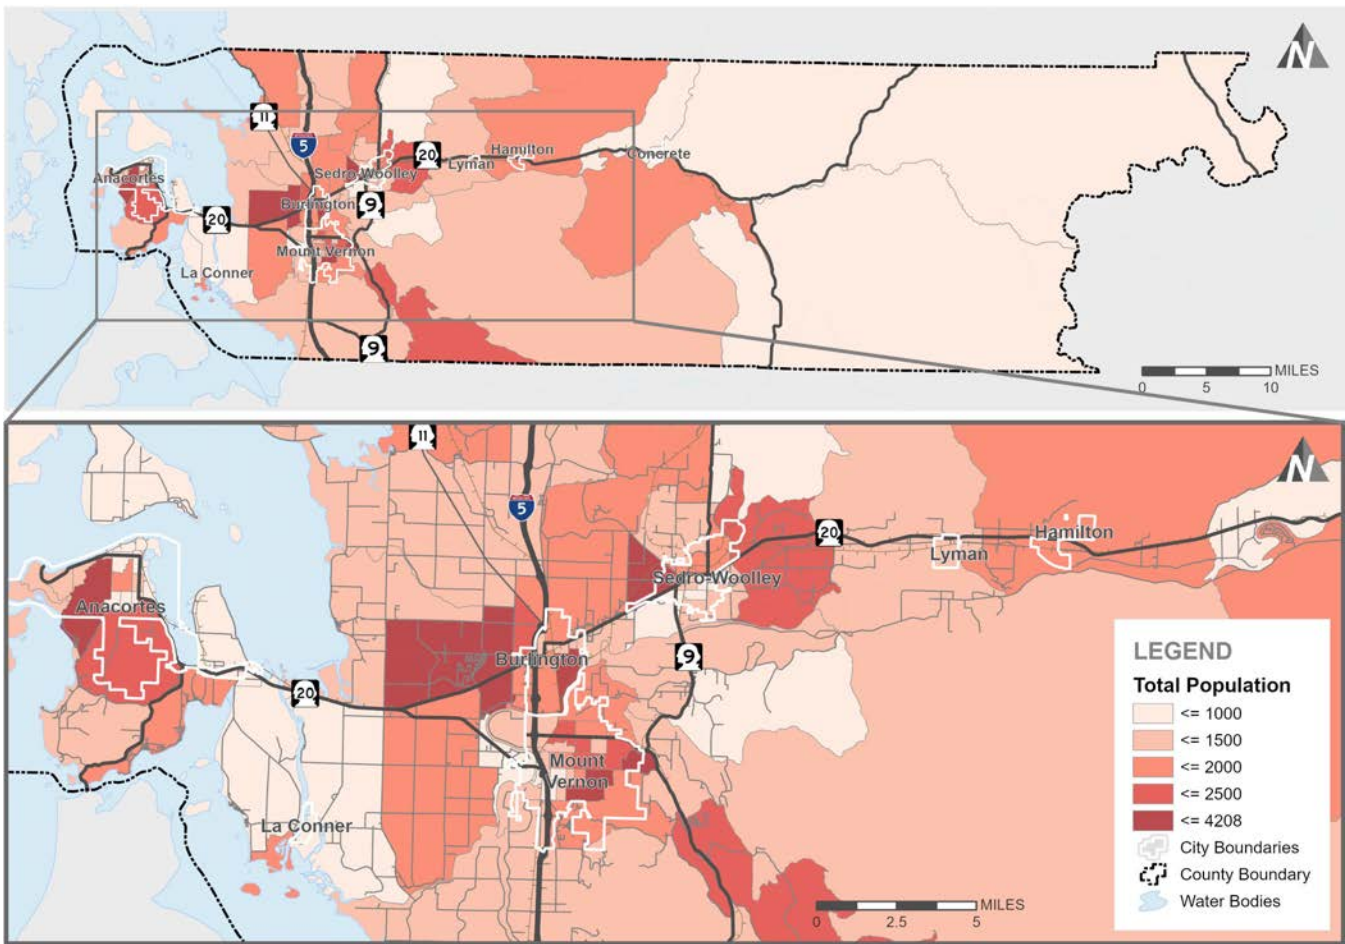 N
11
5
20
Hamilton
Lyman
Concrete
Sedro-Woolley
Anacortes
Burlington
9
20
Mount Vernon
La Conner
9
MILES
0 5 10
11
N
5
20
Hamilton
Lyman
Sedro-Woolley
Anacortes
Burlington
9
20
Mount
Vernon
La Conner
LEGEND
Total Population
<= 1000
<= 1500
<= 2000
<= 2500
<= 4208
City Boundaries
County Boundary
Water Bodies
MILES
0 2.5 5